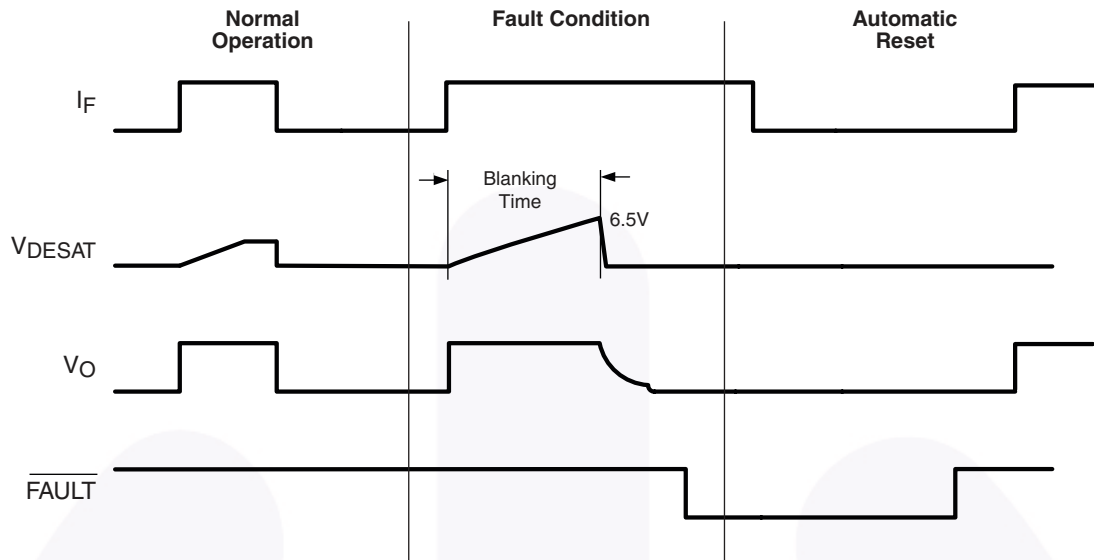 Normal
Operation
Fault Condition
Automatic
Reset
IF
Blanking
Time
6.5V
VDESAT
VO
FAULT